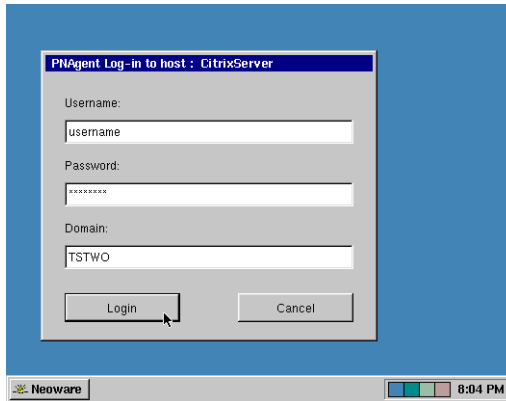 PNAgent Log-in to host : CitrixServer
Username:
username
Password:
********
Domain:
TSTWO
Login
Cancel
Neoware
8:04 PM